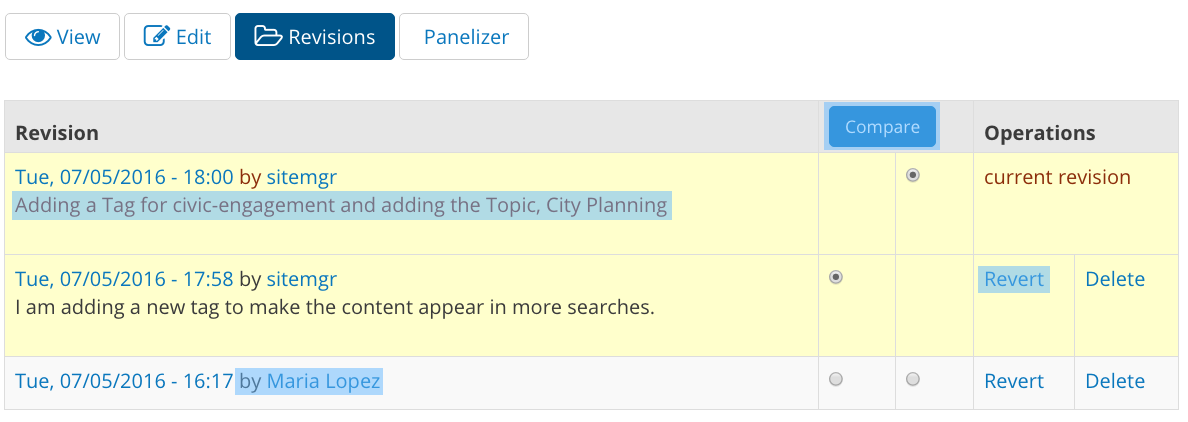 View Edit Revisions Panelizer
Revision Compare Operations
Tue, 07/05/2016 - 18:00 by sitemgr current revision
Adding a Tag for civic-engagement and adding the Topic, City Planning
Tue, 07/05/2016 - 17:58 by sitemgr Revert Delete
I am adding a new tag to make the content appear in more searches.
Tue, 07/05/2016 - 16:17 by Maria Lopez Revert Delete